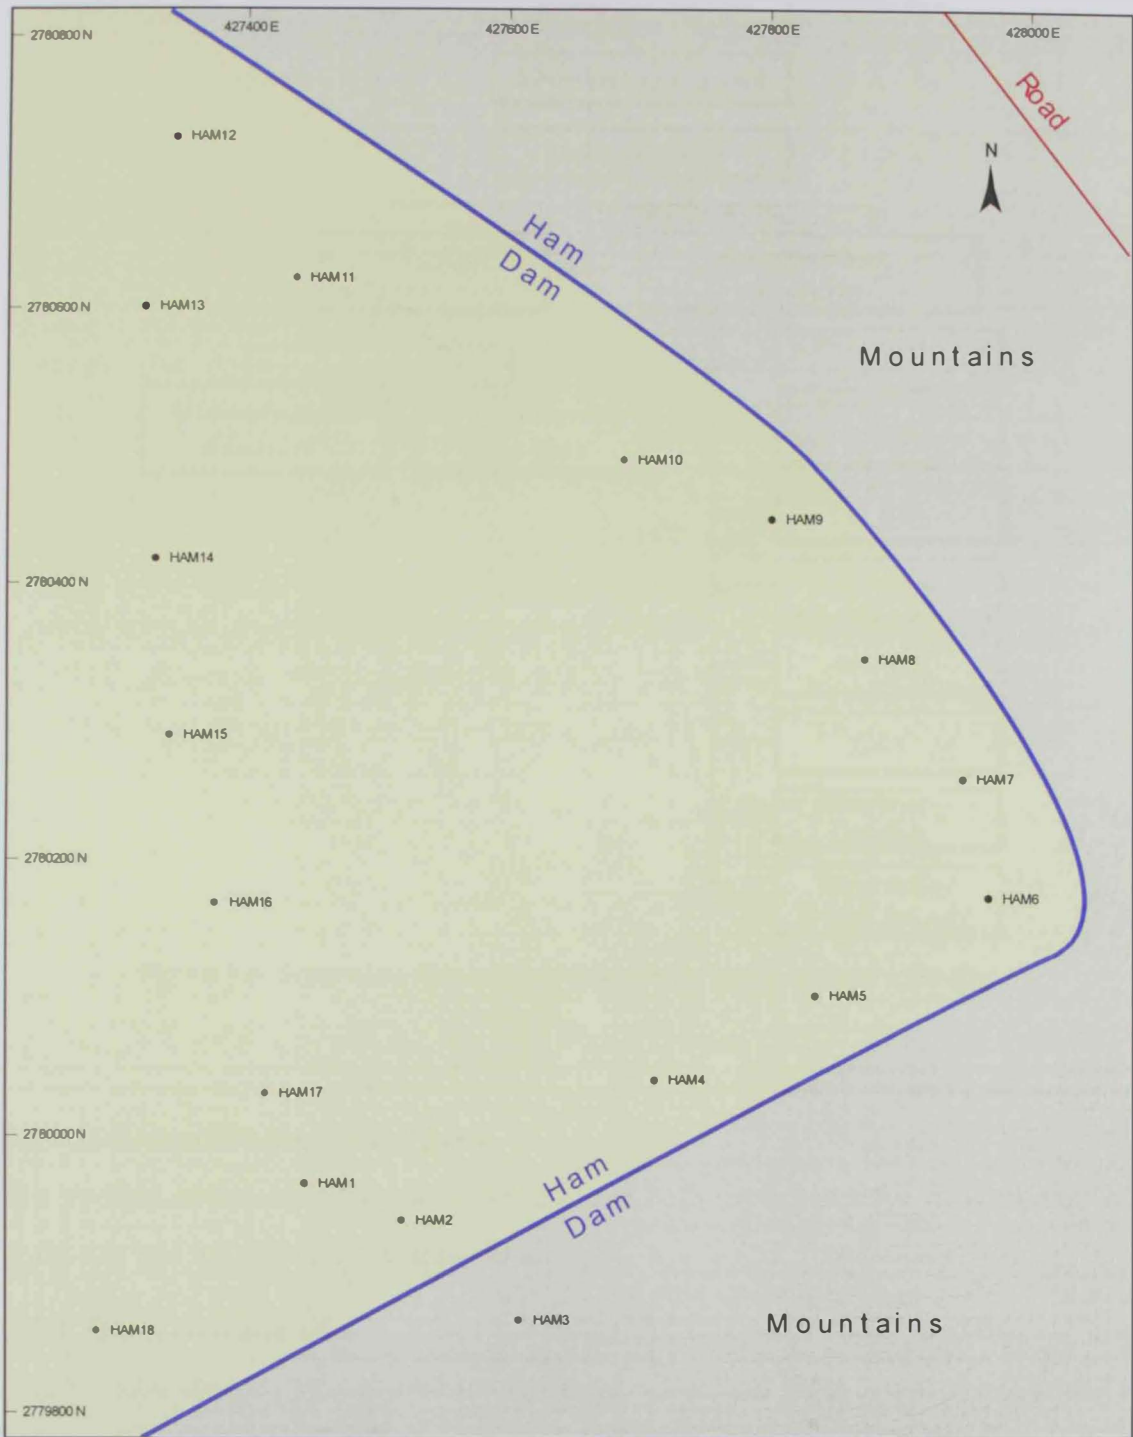 427400 E
427600 E
427800 E
428000 E
2780800 N
Road
HAM12
N
Ham
Dam
HAM11
2780600 N
HAM13
Mountains
HAM10
HAM9
HAM14
2780400 N
HAM8
HAM15
HAM7
2780200 N
HAM16
HAM6
HAM5
HAM4
HAM17
2780000 N
Ham
Dam
HAM1
HAM2
HAM3
Mountains
HAM18
2779800 N